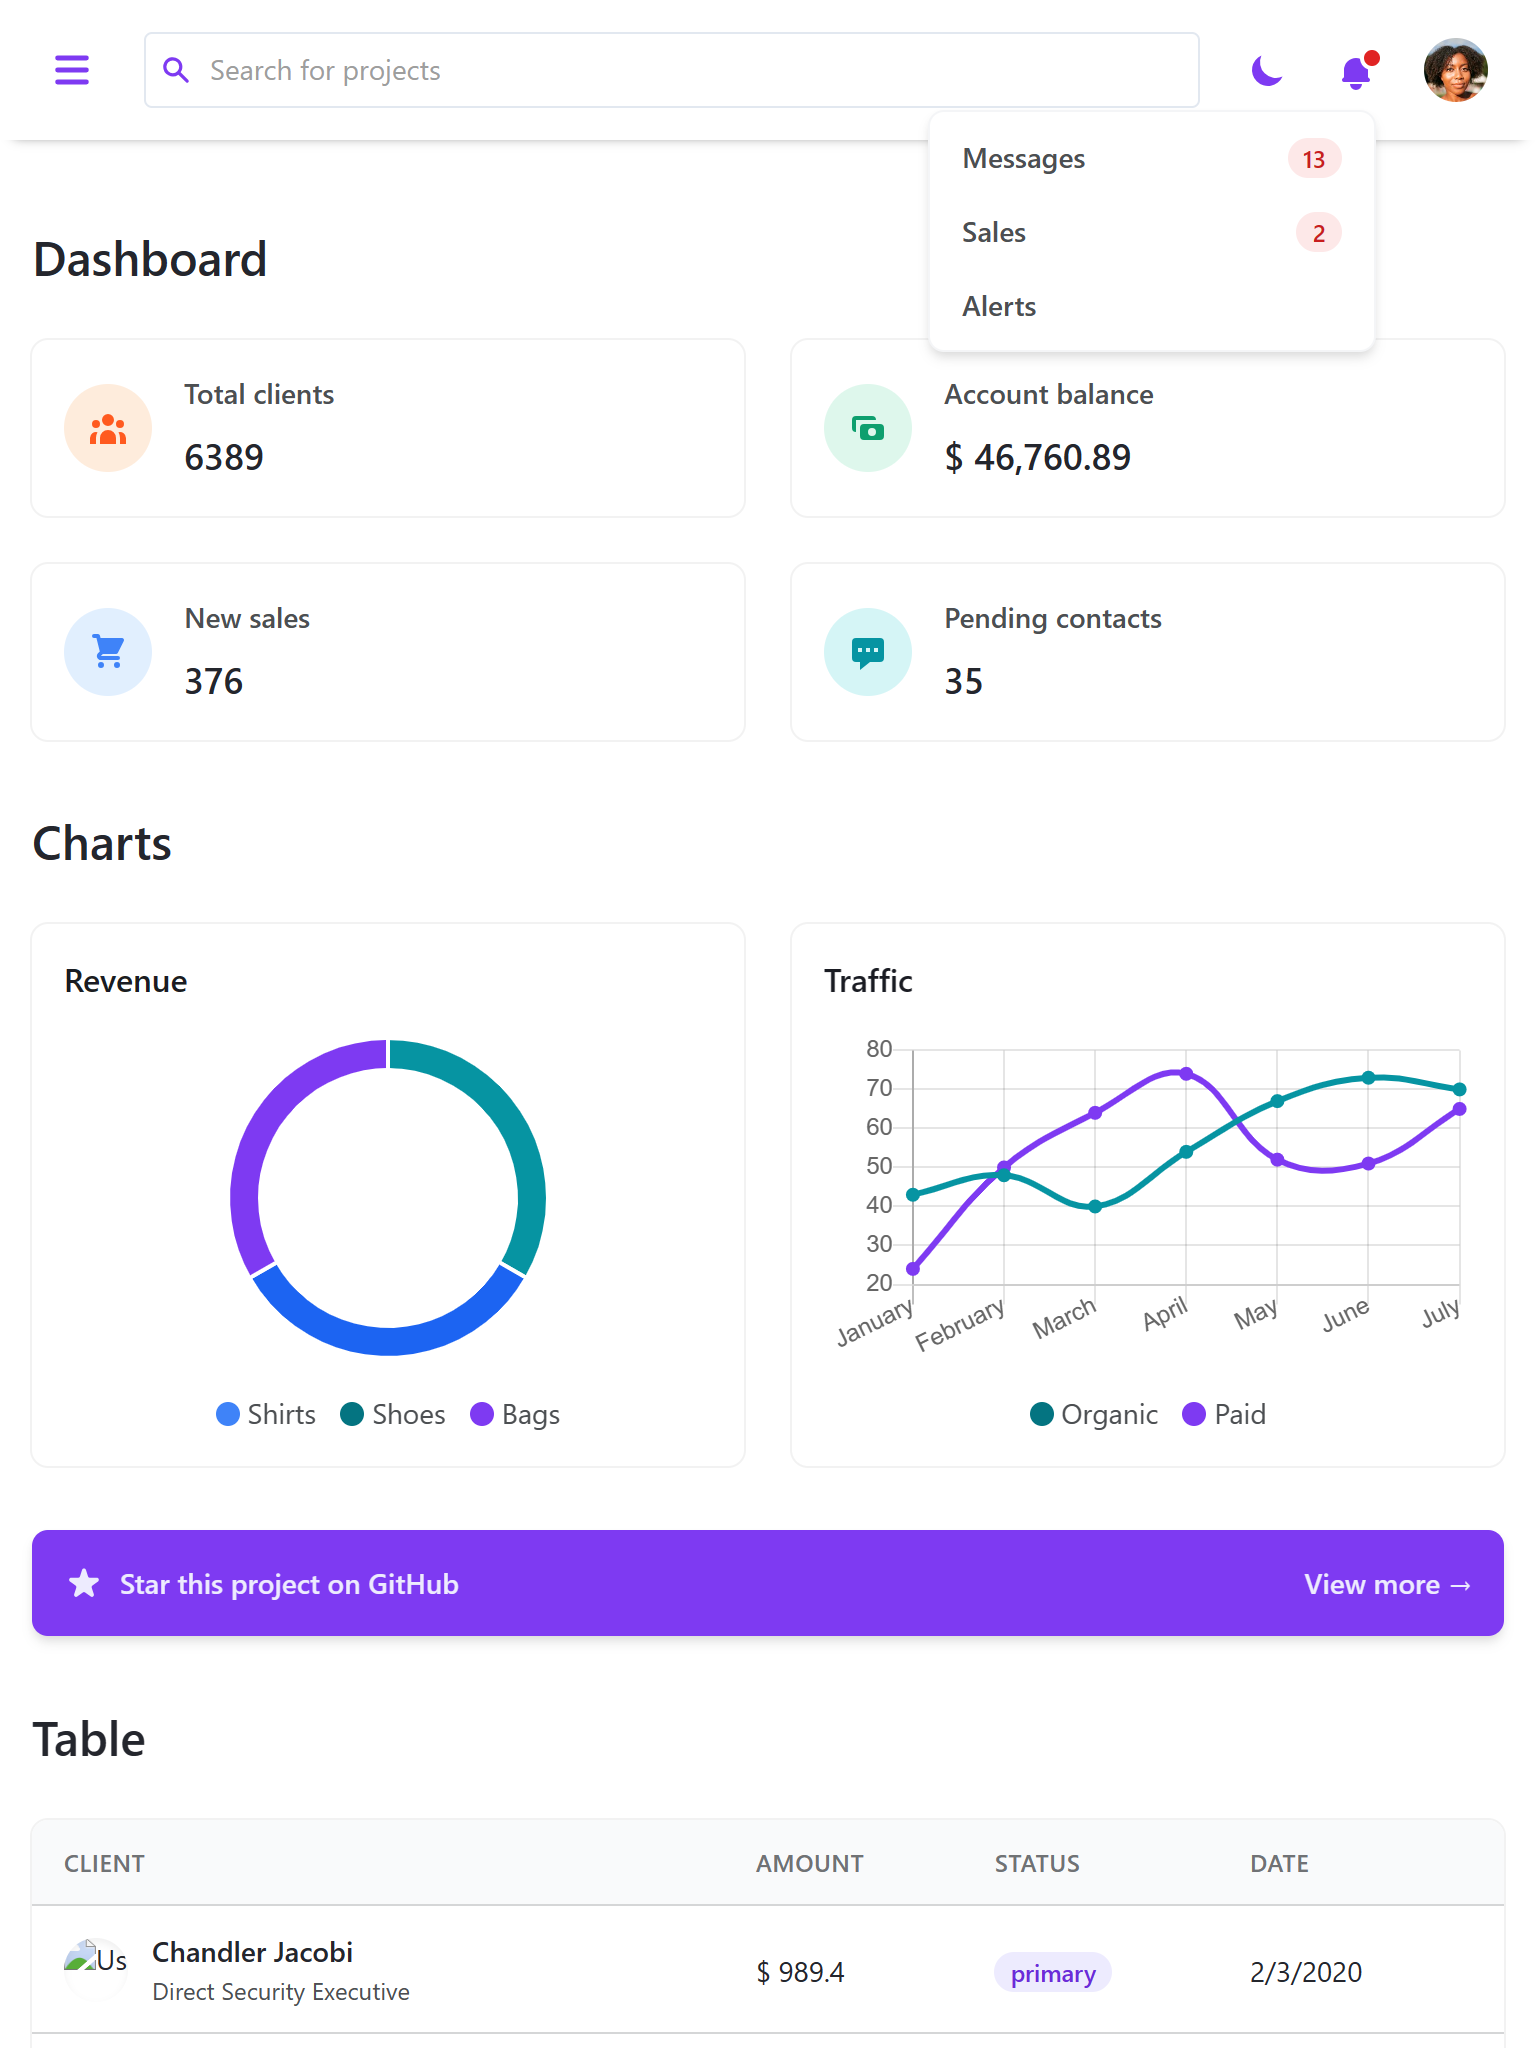 Search for projects
Messages 13
Sales 2
Alerts
Dashboard
Total clients
6389
Account balance
$ 46,760.89
New sales
376
Pending contacts
35
Charts
Revenue
Shirts Shoes Bags
Traffic
80
70
60
50
40
30
20
January February March April May June July
Organic Paid
Star this project on GitHub View more →
Table
CLIENT AMOUNT STATUS DATE
Us Chandler Jacobi $ 989.4 primary 2/3/2020
Direct Security Executive